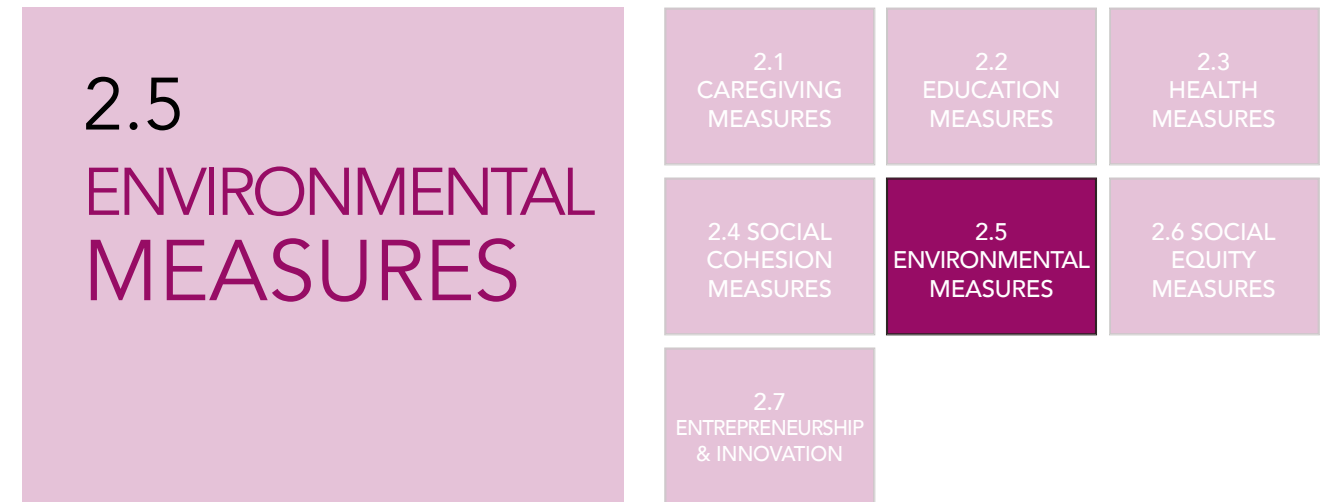 2.5
ENVIRONMENTAL
MEASURES
2.1
CAREGIVING
MEASURES
2.2
EDUCATION
MEASURES
2.3
HEALTH
MEASURES
2.4 SOCIAL
COHESION
MEASURES
2.5
ENVIRONMENTAL
MEASURES
2.6 SOCIAL
EQUITY
MEASURES
2.7
ENTREPRENEURSHIP
& INNOVATION